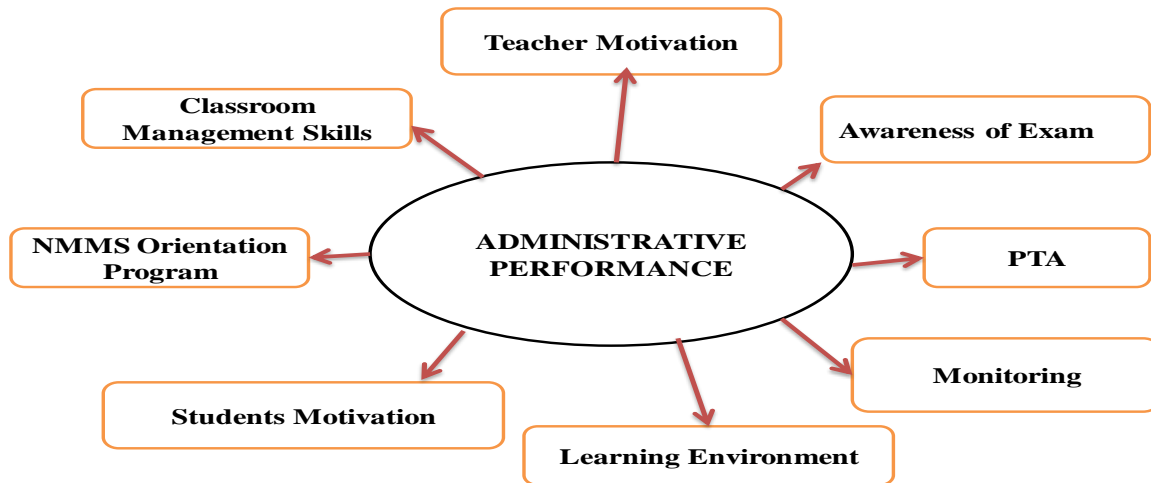 Teacher Motivation
Classroom
Management Skills
Awareness of Exam
NMMS Orientation
Program
ADMINISTRATIVE
PERFORMANCE
PTA
Monitoring
Students Motivation
Learning Environment